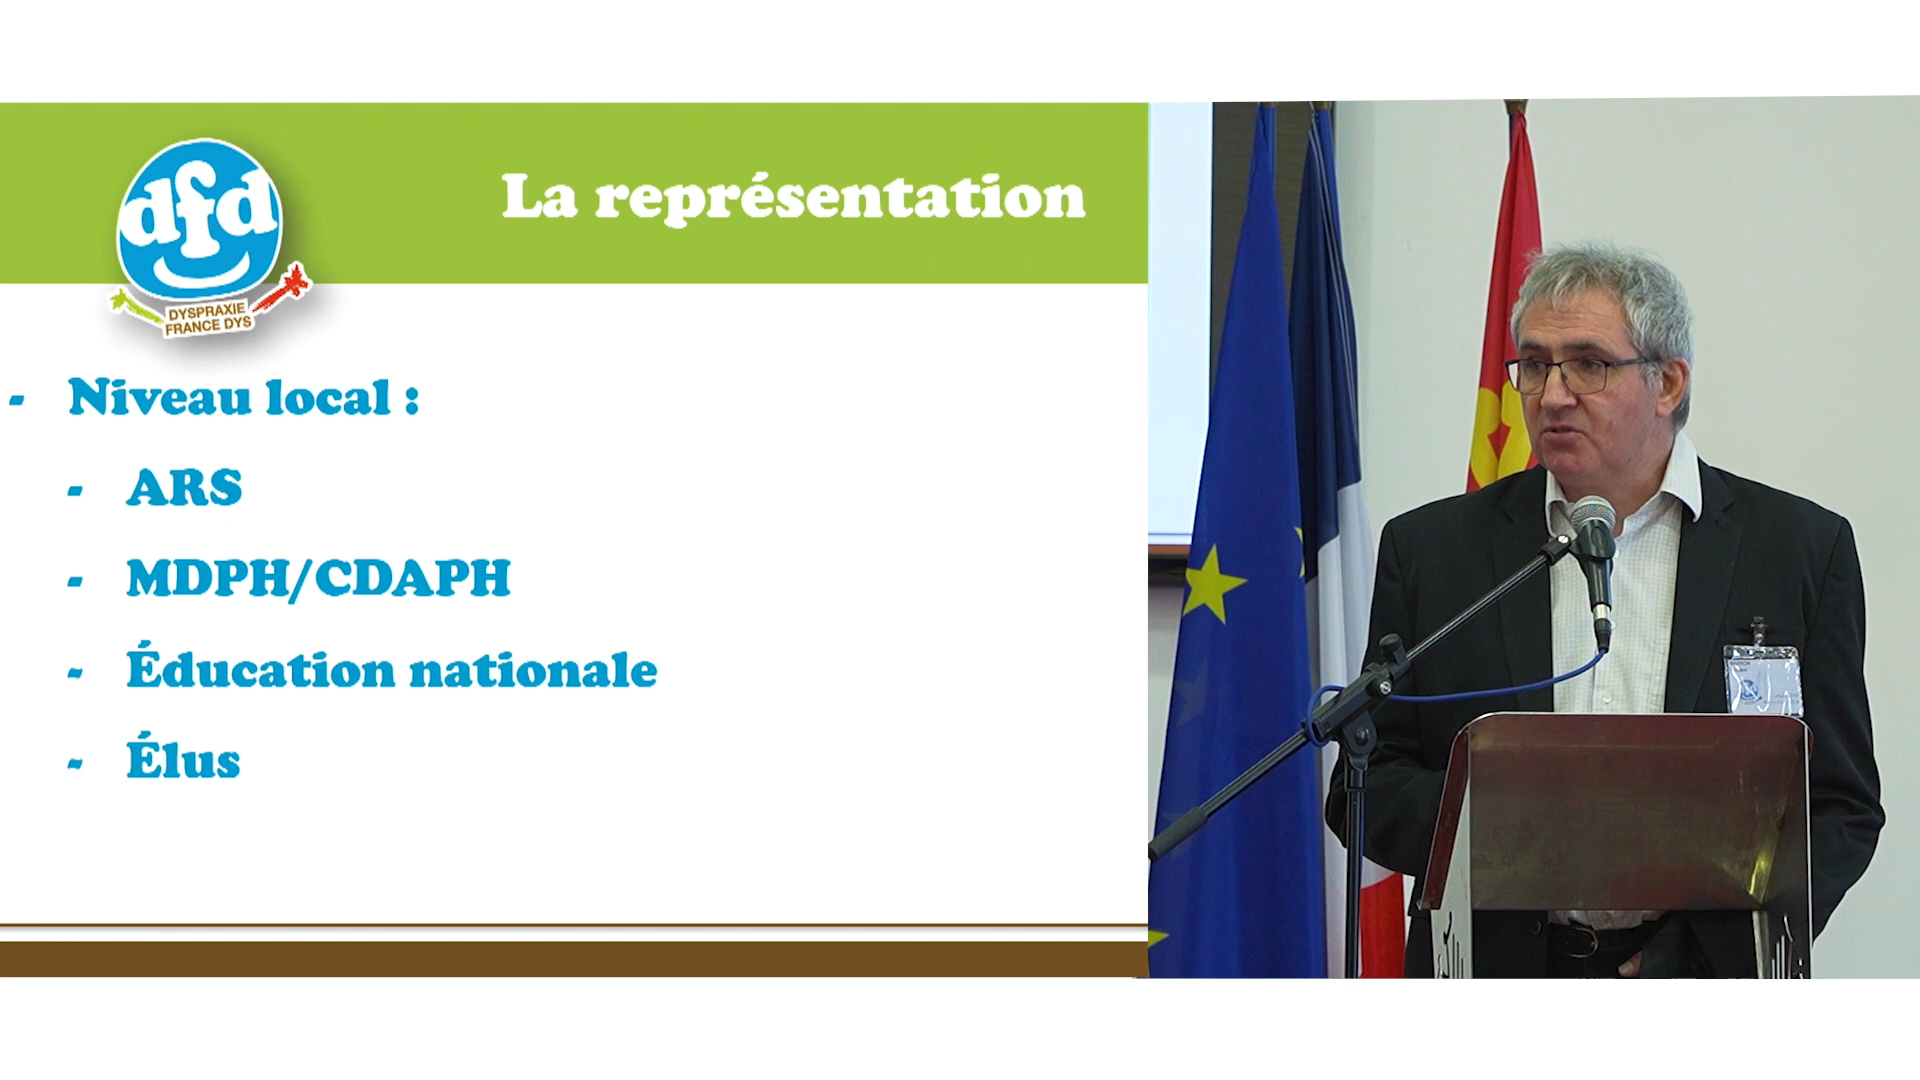 La représentation
dfd
DYSPRAXIE
FRANCE DYS
- Niveau local :
- ARS
- MDPH/CDAPH
- Éducation nationale
- Élus